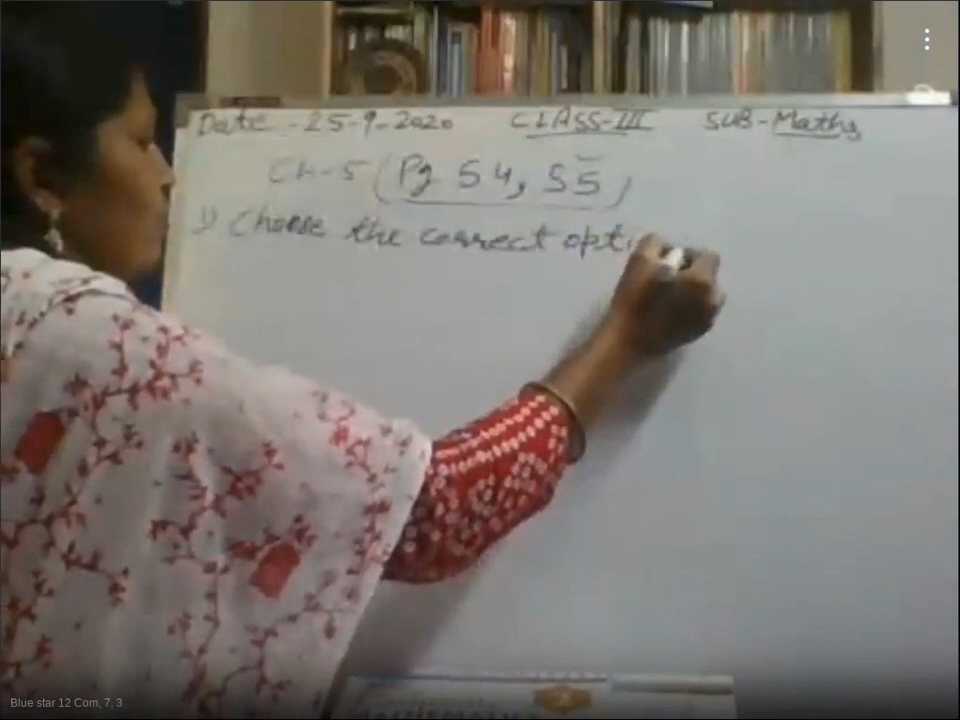 Date - 25-9-2020 CLASS-III SUB-Maths
Ch-5 (Pg 54, 55)
1) Choose the correct opti
Blue star 12 Com, 7, 3